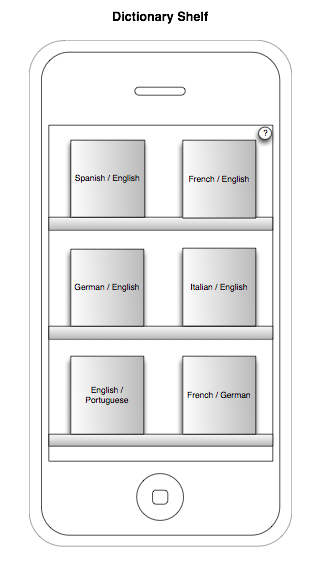 Dictionary Shelf
?
Spanish / English
French / English
German / English
Italian / English
English /
Portuguese
French / German